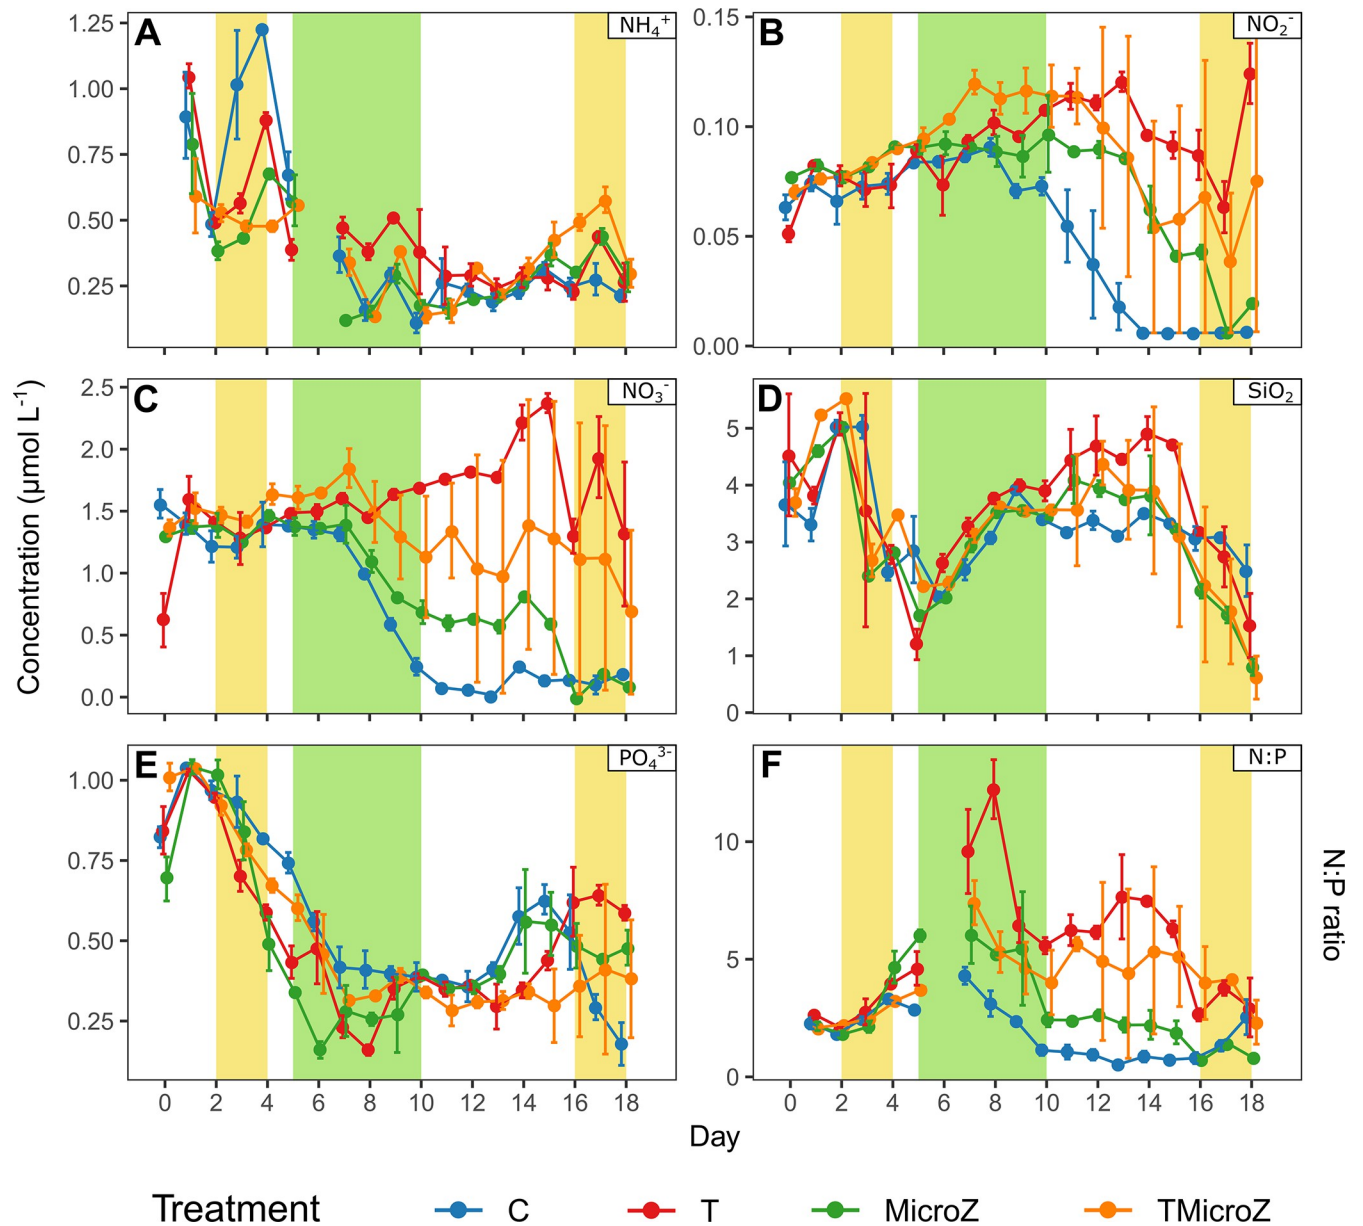 A
NH₄⁺
1.25
1.00
0.75
0.50
0.25
B
NO₂⁻
0.15
0.10
0.05
0.00
C
NO₃⁻
2.5
2.0
1.5
1.0
0.5
0.0
D
SiO₂
5
4
3
2
1
0
E
PO₄³⁻
1.00
0.75
0.50
0.25
0 2 4 6 8 10 12 14 16 18
F
N:P
10
5
0
0 2 4 6 8 10 12 14 16 18
Concentration (µmol L⁻¹)
N:P ratio
Day
Treatment C T MicroZ TMicroZ